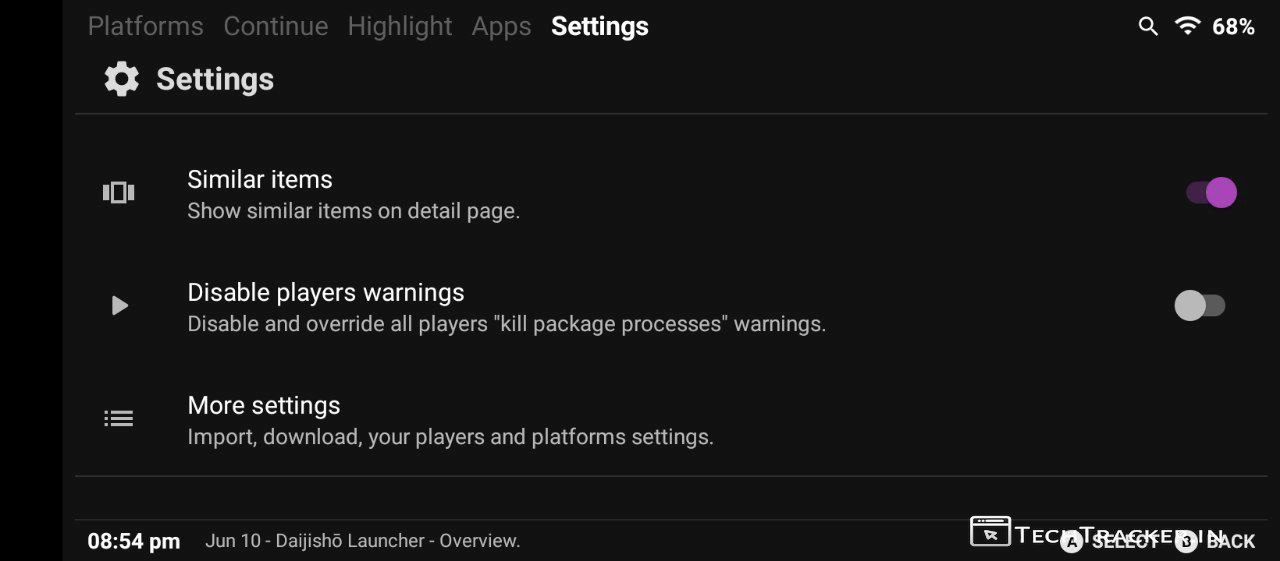 Platforms Continue Highlight Apps Settings 68%
Settings
Similar items
Show similar items on detail page.
Disable players warnings
Disable and override all players "kill package processes" warnings.
More settings
Import, download, your players and platforms settings.
08:54 pm Jun 10 - Daijishō Launcher - Overview. A SELECT B BACK
TECHTRACKER.IN